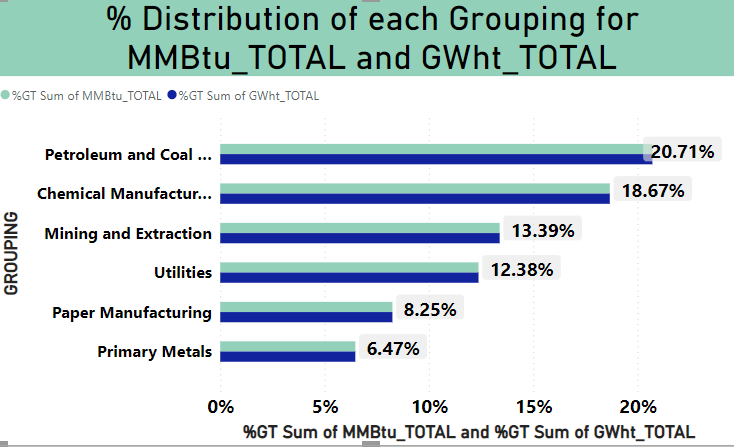 % Distribution of each Grouping for
MMBtu_TOTAL and GWht_TOTAL
%GT Sum of MMBtu_TOTAL %GT Sum of GWht_TOTAL
Petroleum and Coal ... 20.71%
Chemical Manufactur... 18.67%
Mining and Extraction 13.39%
Utilities 12.38%
Paper Manufacturing 8.25%
Primary Metals 6.47%
GROUPING
0% 5% 10% 15% 20%
%GT Sum of MMBtu_TOTAL and %GT Sum of GWht_TOTAL